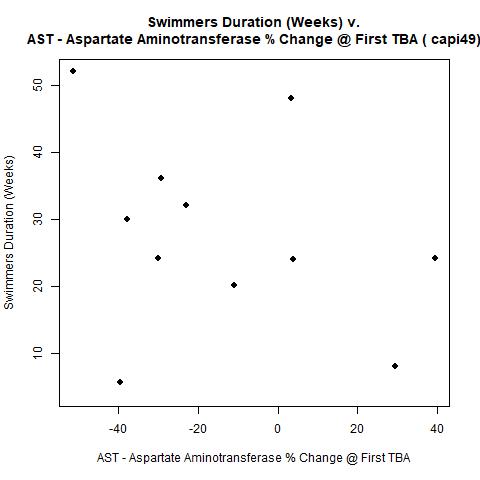 Swimmers Duration (Weeks) v.
AST - Aspartate Aminotransferase % Change @ First TBA ( capi49)
Swimmers Duration (Weeks)
50
40
30
20
10
-40
-20
0
20
40
AST - Aspartate Aminotransferase % Change @ First TBA